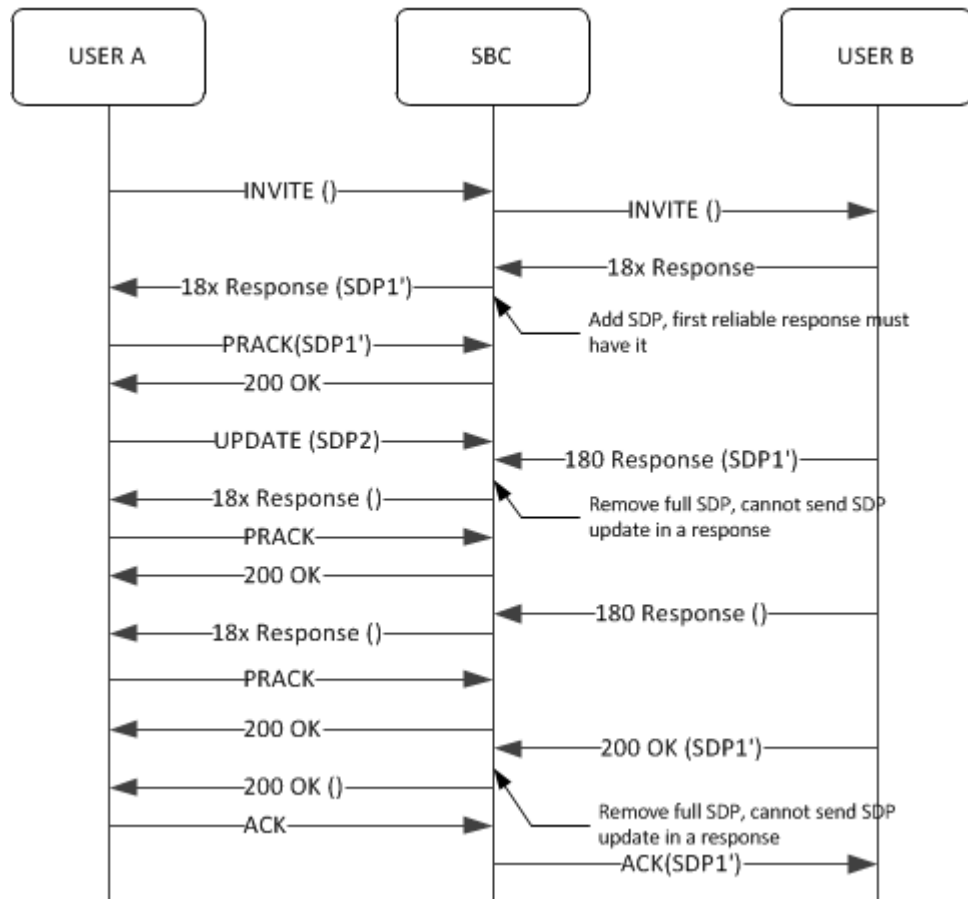 USER A
SBC
USER B
INVITE ()
INVITE ()
18x Response
18x Response (SDP1')
Add SDP, first reliable response must
have it
PRACK(SDP1')
200 OK
UPDATE (SDP2)
180 Response (SDP1')
18x Response ()
Remove full SDP, cannot send SDP
update in a response
PRACK
200 OK
180 Response ()
18x Response ()
PRACK
200 OK
200 OK (SDP1')
200 OK ()
Remove full SDP, cannot send SDP
update in a response
ACK
ACK(SDP1')